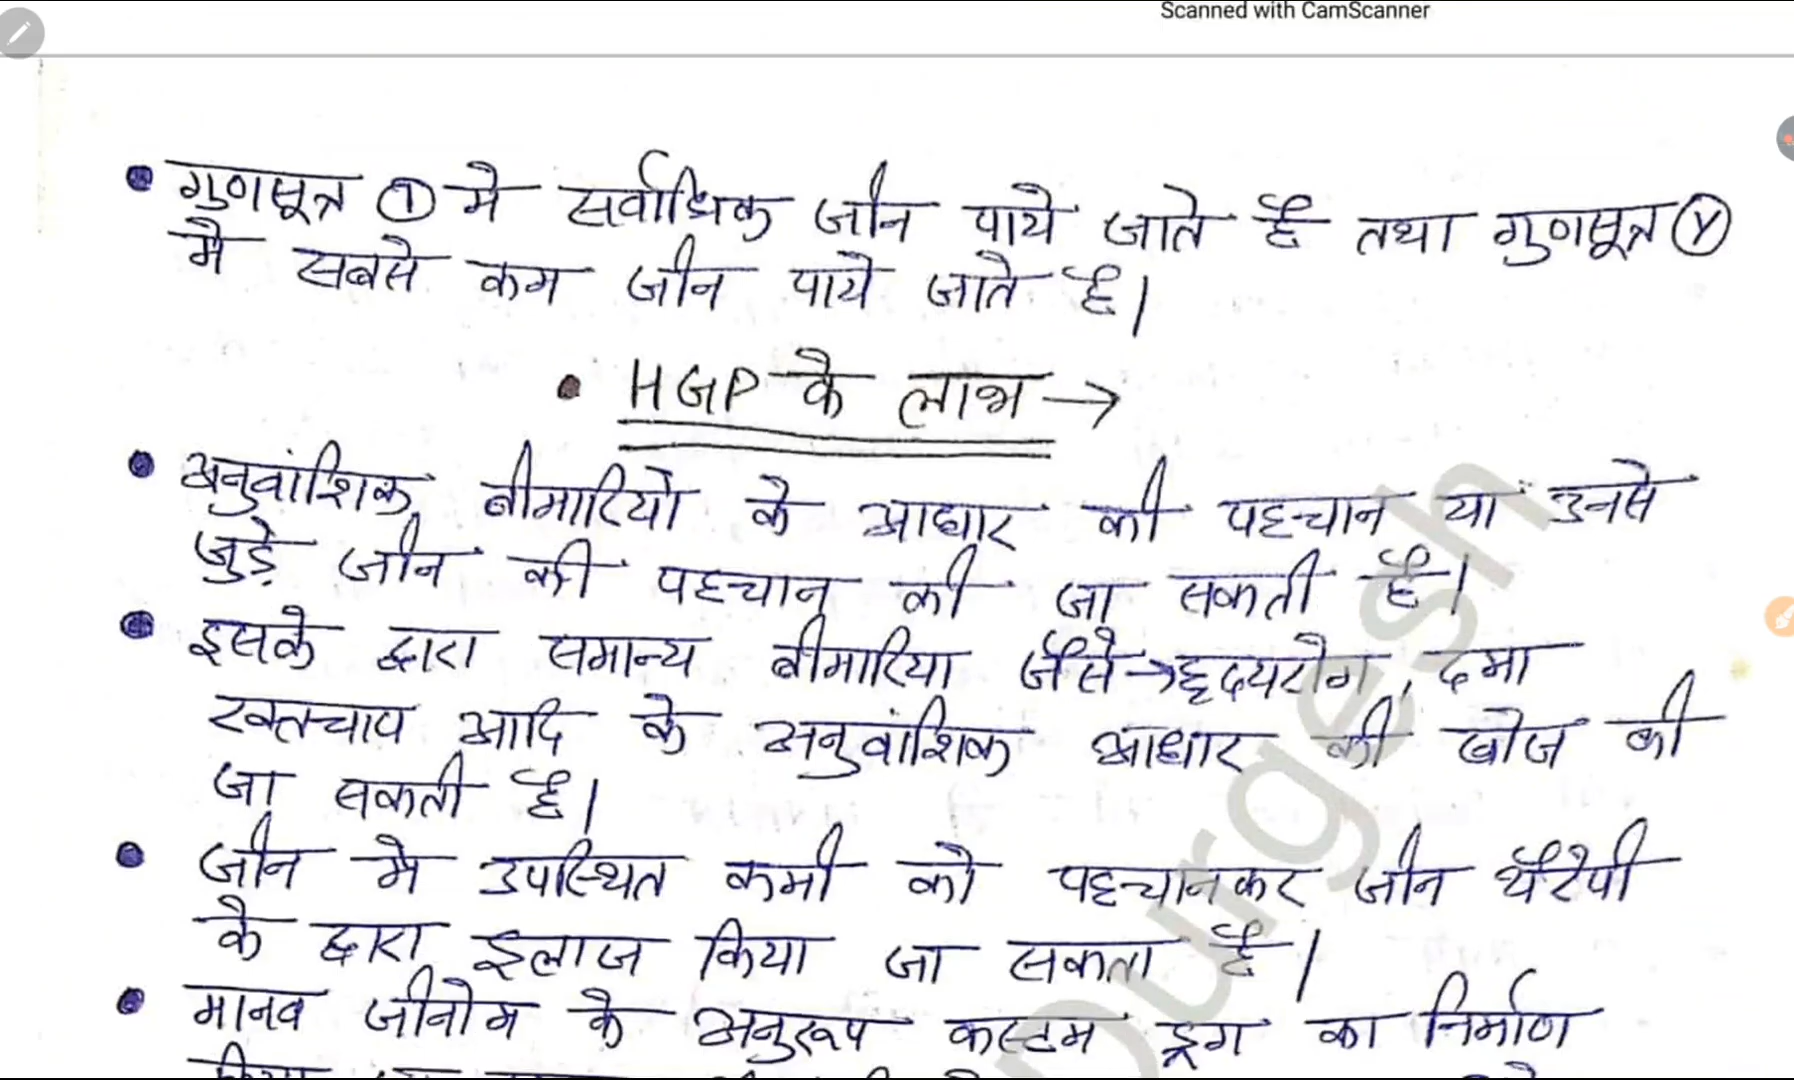 Scanned with CamScanner
• गुणसूत्र ① मे सर्वाधिक जीन पाये जाते है तथा गुणसूत्र Ⓨ
मे सबसे कम जीन पाये जाते है।
• HGP के लाभ →
• अनुवांशिक बीमारियो के आधार की पहचान या उनसे
जुड़े जीन की पहचान की जा सकती है।
• इसके द्वारा समान्य बीमारिया जैसे → हृदयरोग, दमा
रक्तचाप आदि के अनुवांशिक आधार की खोज की
जा सकती है।
• जीन मे उपस्थित कमी को पहचानकर जीन थैरेपी
के द्वारा इलाज किया जा सकता है।
• मानव जीनोम के अनुरूप कस्टम ड्रग का निर्माण
Durgesh